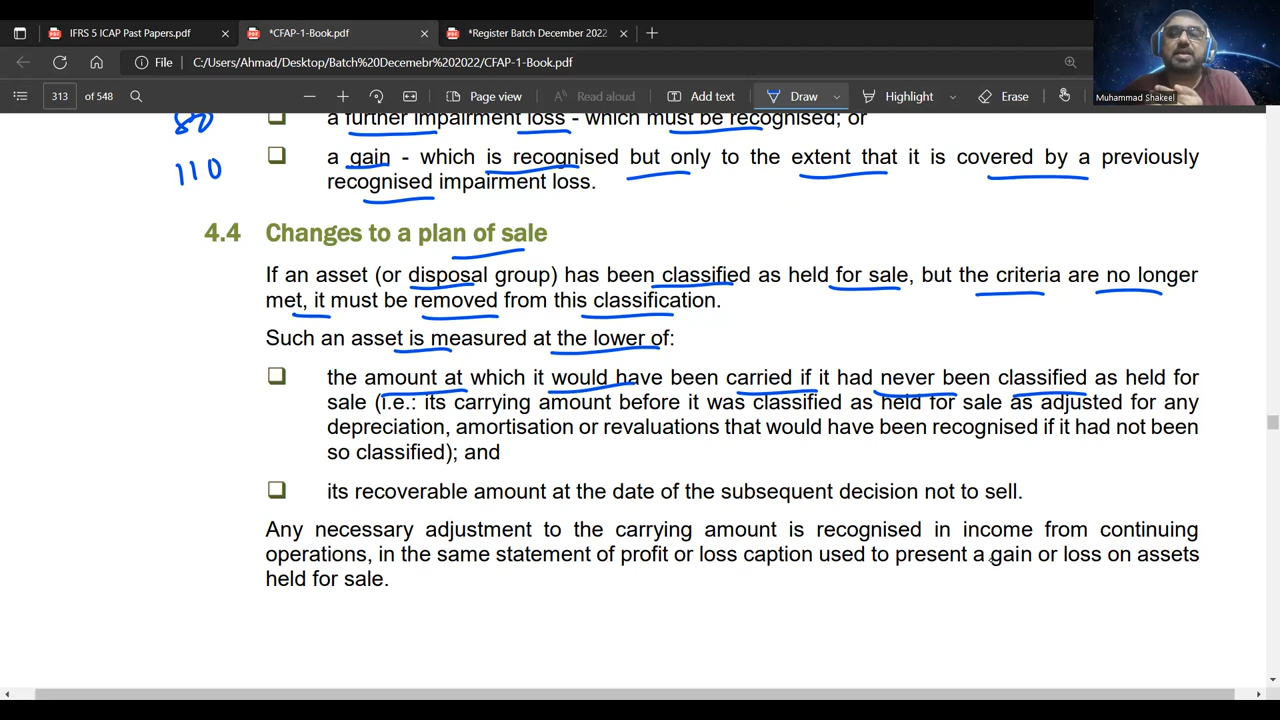 IFRS 5 ICAP Past Papers.pdf
*CFAP-1-Book.pdf
*Register Batch December 2022
File
C:/Users/Ahmad/Desktop/Batch%20Decemebr%202022/CFAP-1-Book.pdf
313 of 548
Page view
Read aloud
Add text
Draw
Highlight
Erase
Muhammad Shakeel
80
a further impairment loss - which must be recognised; or
110
a gain - which is recognised but only to the extent that it is covered by a previously
recognised impairment loss.
4.4 Changes to a plan of sale
If an asset (or disposal group) has been classified as held for sale, but the criteria are no longer
met, it must be removed from this classification.
Such an asset is measured at the lower of:
the amount at which it would have been carried if it had never been classified as held for
sale (i.e.: its carrying amount before it was classified as held for sale as adjusted for any
depreciation, amortisation or revaluations that would have been recognised if it had not been
so classified); and
its recoverable amount at the date of the subsequent decision not to sell.
Any necessary adjustment to the carrying amount is recognised in income from continuing
operations, in the same statement of profit or loss caption used to present a gain or loss on assets
held for sale.